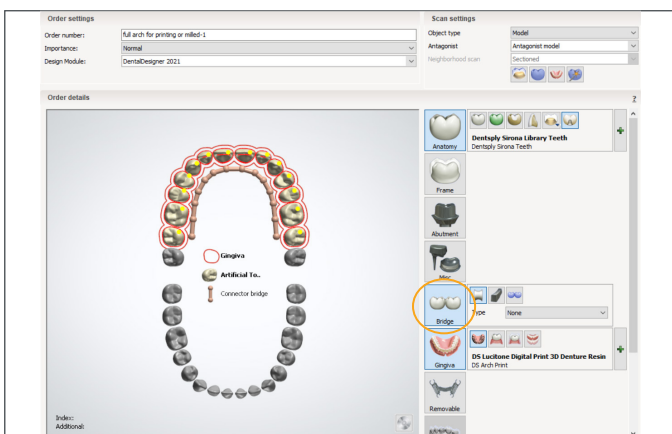 Order settings
Order number:
full arch for printing or milled-1
Importance:
Normal
Design Module:
DentalDesigner 2021
Scan settings
Object type
Model
Antagonist
Antagonist model
Neighborhood scan
Sectioned
Order details
?
Gingiva
Artificial To..
Connector bridge
Index:
Additional:
Anatomy
Dentsply Sirona Library Teeth
Dentsply Sirona Teeth
Frame
Abutment
Misc
Bridge
Type
None
Gingiva
DS Lucitone Digital Print 3D Denture Resin
DS Arch Print
Removable